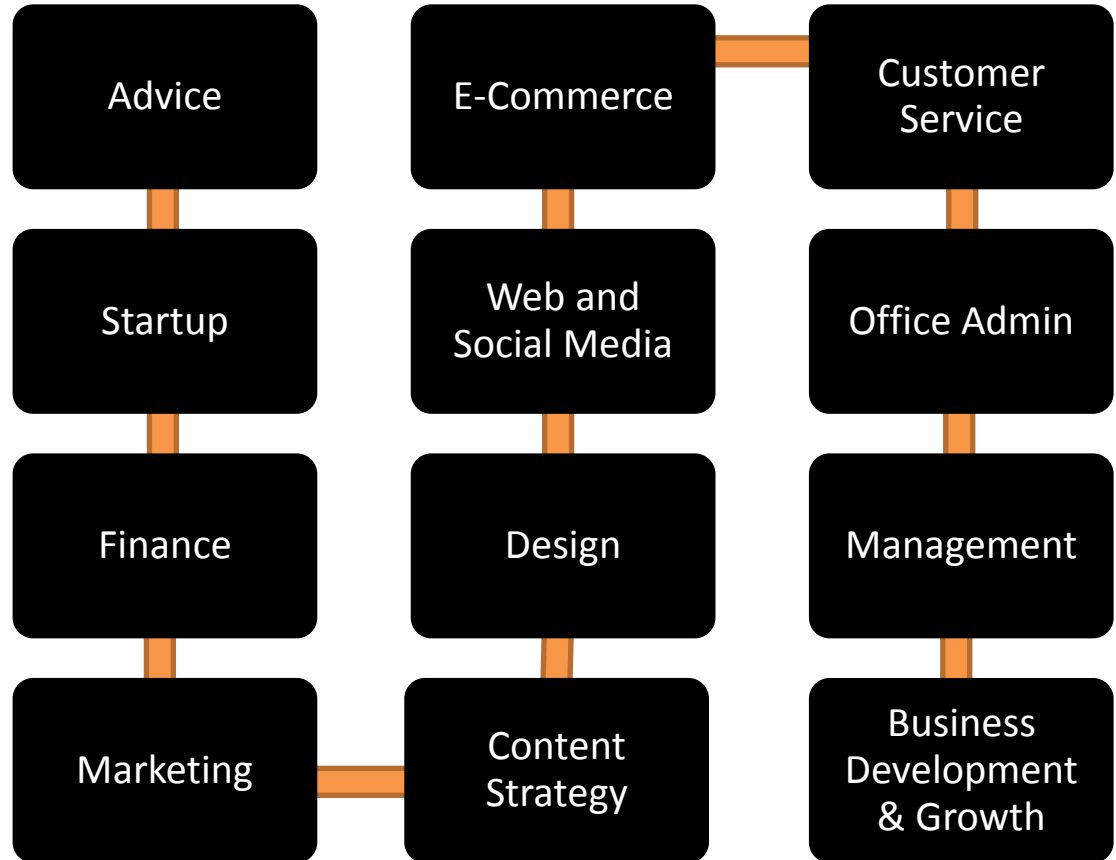 Advice
Startup
Finance
Marketing
Content
Strategy
Design
Web and
Social Media
E-Commerce
Customer
Service
Office Admin
Management
Business
Development
& Growth